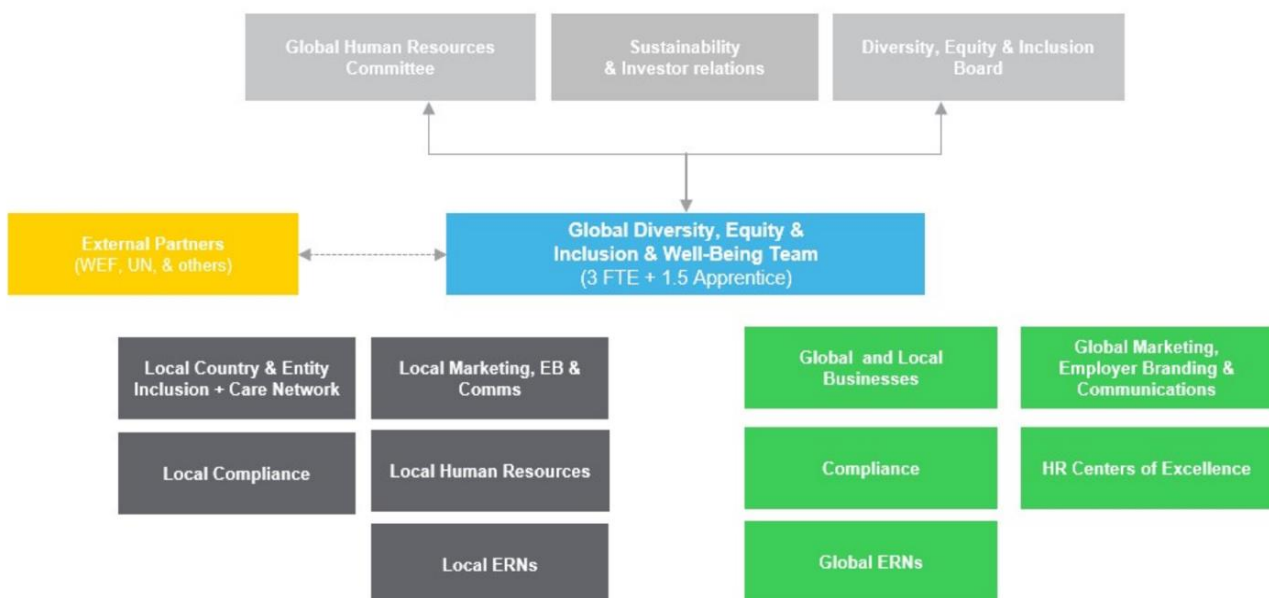 Global Human Resources
Committee
Sustainability
& Investor relations
Diversity, Equity & Inclusion
Board
External Partners
(WEF, UN, & others)
Global Diversity, Equity &
Inclusion & Well-Being Team
(3 FTE + 1.5 Apprentice)
Local Country & Entity
Inclusion + Care Network
Local Marketing, EB &
Comms
Global and Local
Businesses
Global Marketing,
Employer Branding &
Communications
Local Compliance
Local Human Resources
Compliance
HR Centers of Excellence
Local ERNs
Global ERNs